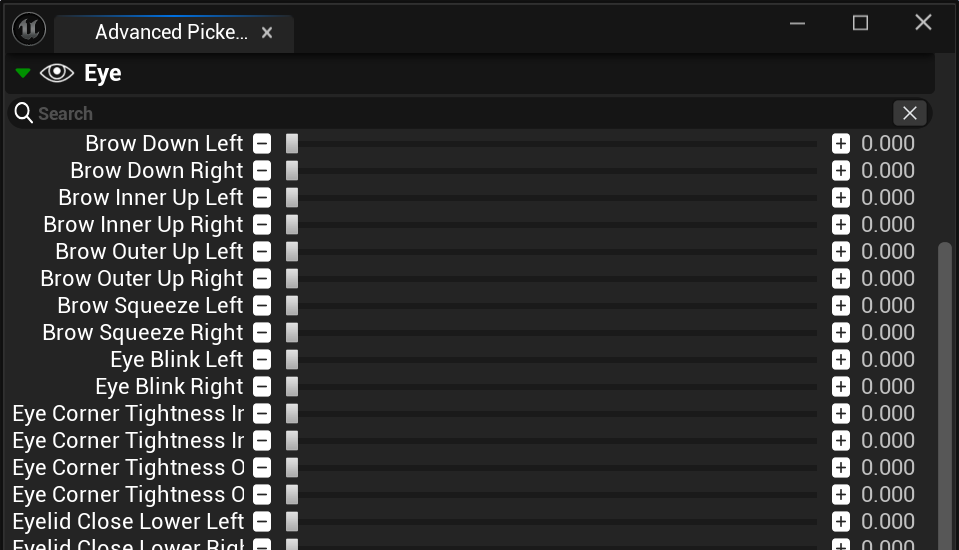 Advanced Picke...
Eye
Search
Brow Down Left 0.000
Brow Down Right 0.000
Brow Inner Up Left 0.000
Brow Inner Up Right 0.000
Brow Outer Up Left 0.000
Brow Outer Up Right 0.000
Brow Squeeze Left 0.000
Brow Squeeze Right 0.000
Eye Blink Left 0.000
Eye Blink Right 0.000
Eye Corner Tightness Ir 0.000
Eye Corner Tightness Ir 0.000
Eye Corner Tightness O 0.000
Eye Corner Tightness O 0.000
Eyelid Close Lower Left 0.000
Eyelid Close Lower Righ 0.000